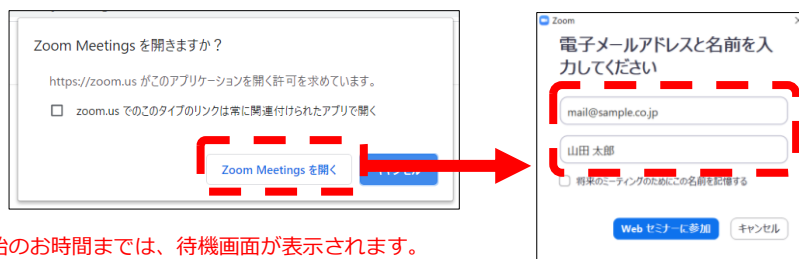 Zoom Meetings を開きますか？
https://zoom.us がこのアプリケーションを開く許可を求めています。
zoom.us でのこのタイプのリンクは常に関連付けられたアプリで開く
Zoom Meetings を開く
キャンセル
Zoom
電子メールアドレスと名前を入
力してください
mail@sample.co.jp
山田 太郎
将来のミーティングのためにこの名前を記憶する
Web セミナーに参加
キャンセル
のお時間までは、待機画面が表示されます。